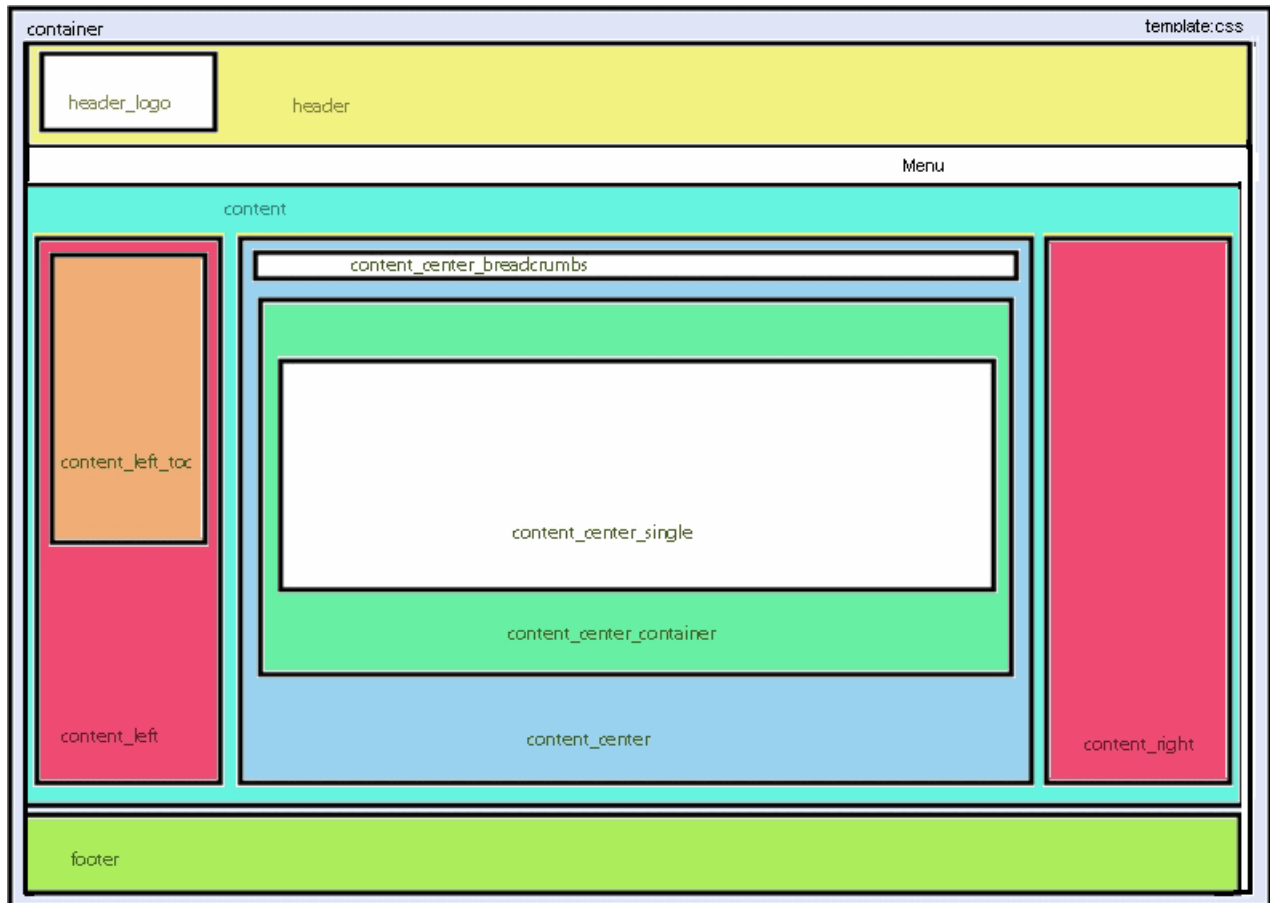 container
template:css
header_logo
header
Menu
content
content_center_breadcrumbs
content_left_toc
content_center_single
content_center_container
content_left
content_center
content_right
footer